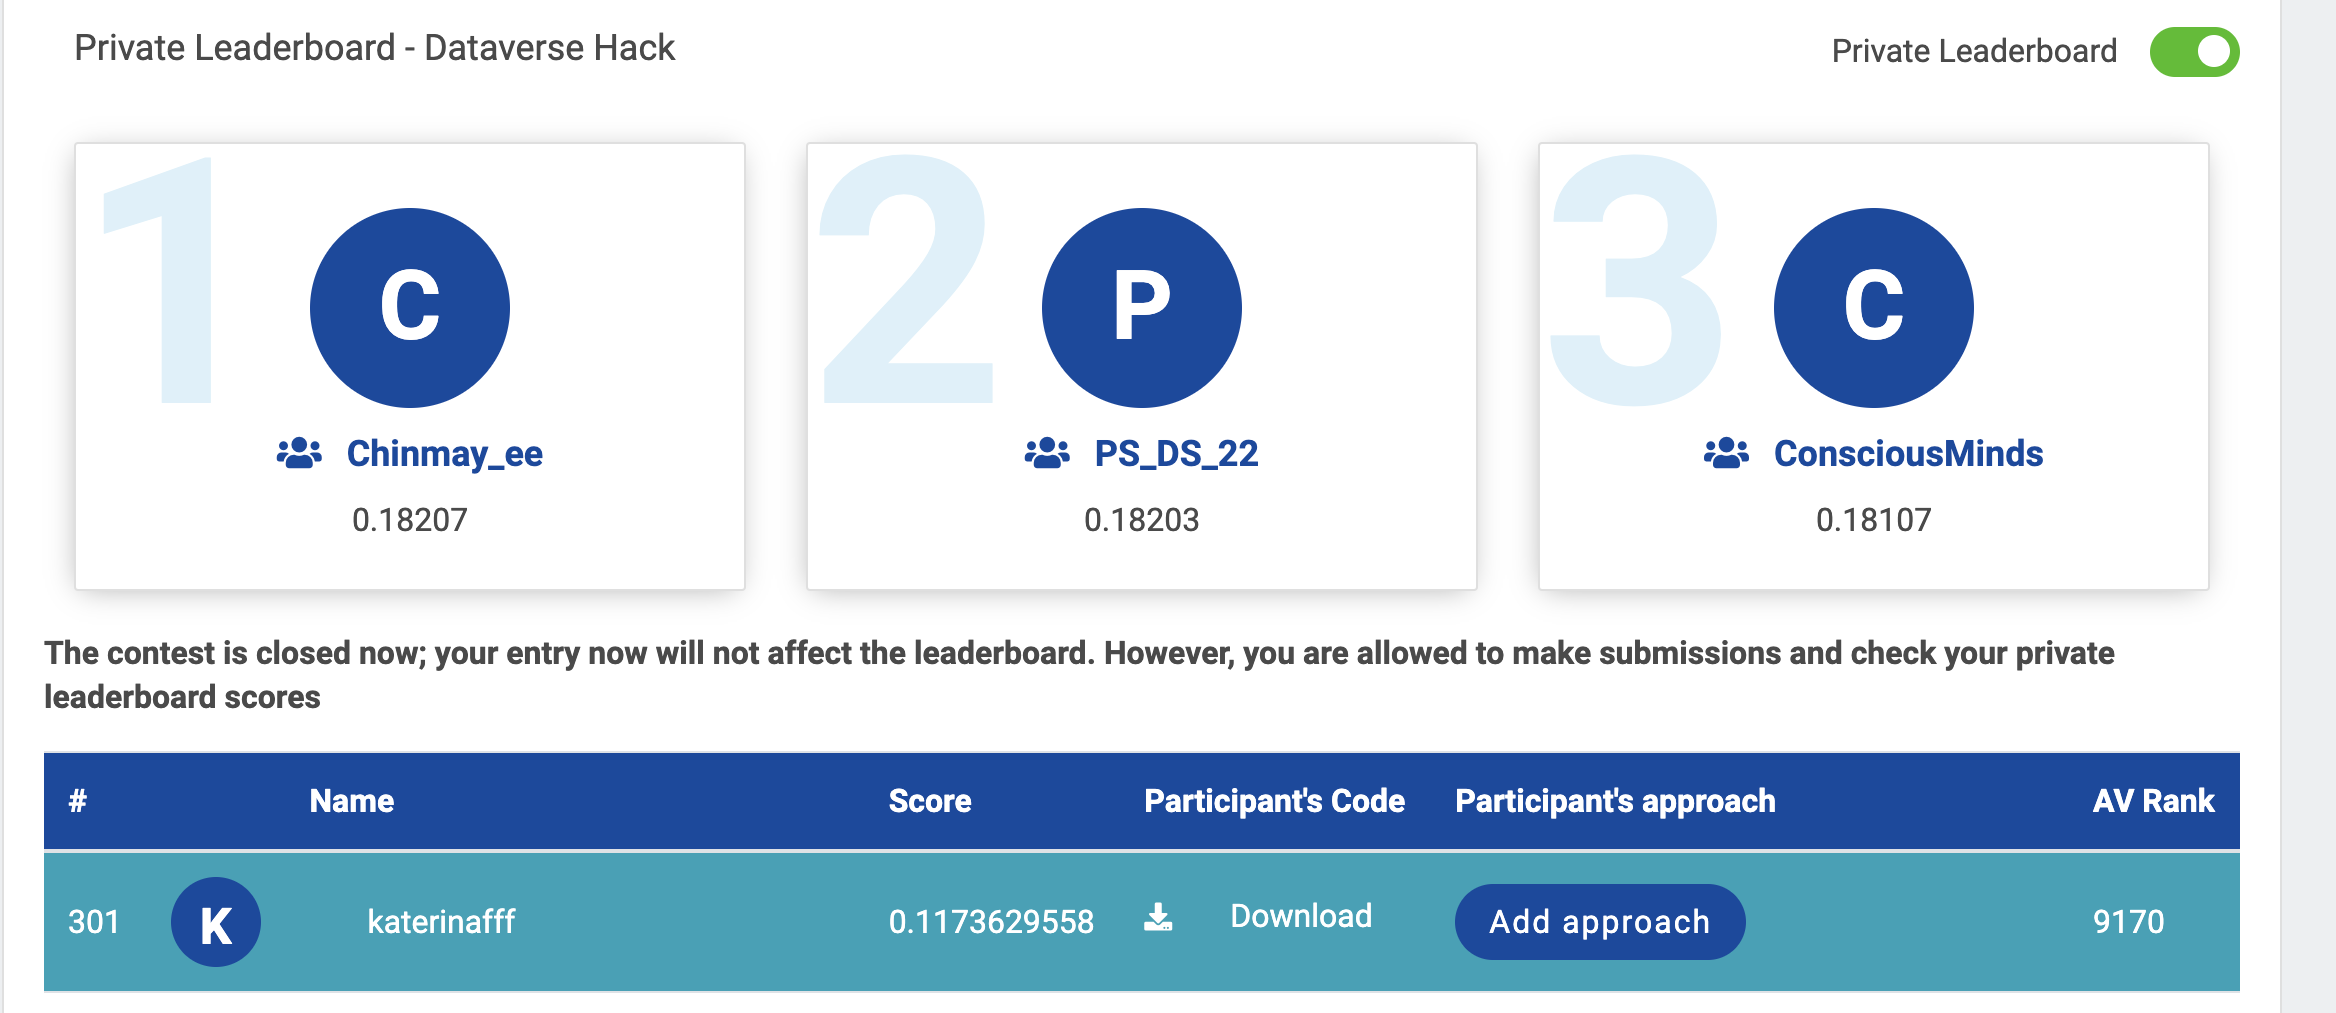 Private Leaderboard - Dataverse Hack
Private Leaderboard
1
C
Chinmay_ee
0.18207
2
P
PS_DS_22
0.18203
3
C
ConsciousMinds
0.18107
The contest is closed now; your entry now will not affect the leaderboard. However, you are allowed to make submissions and check your private
leaderboard scores
# Name Score Participant's Code Participant's approach AV Rank
301 K katerinafff 0.1173629558 Download Add approach 9170